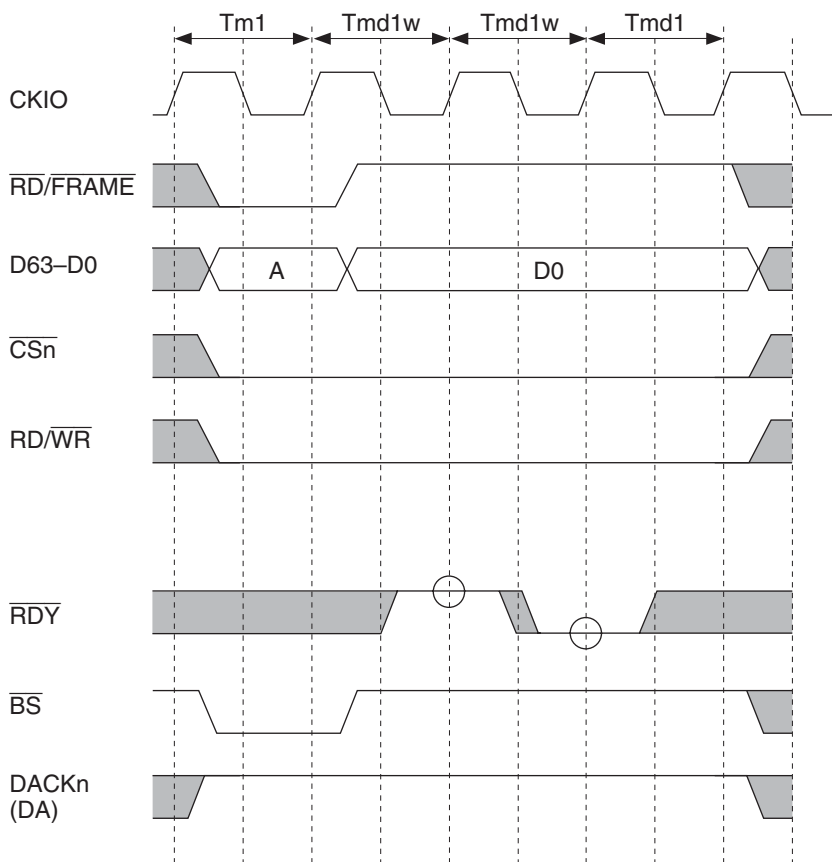 Tm1 Tmd1w Tmd1w Tmd1
CKIO
RD/FRAME
D63–D0 A D0
CSn
RD/WR
RDY
BS
DACKn
(DA)